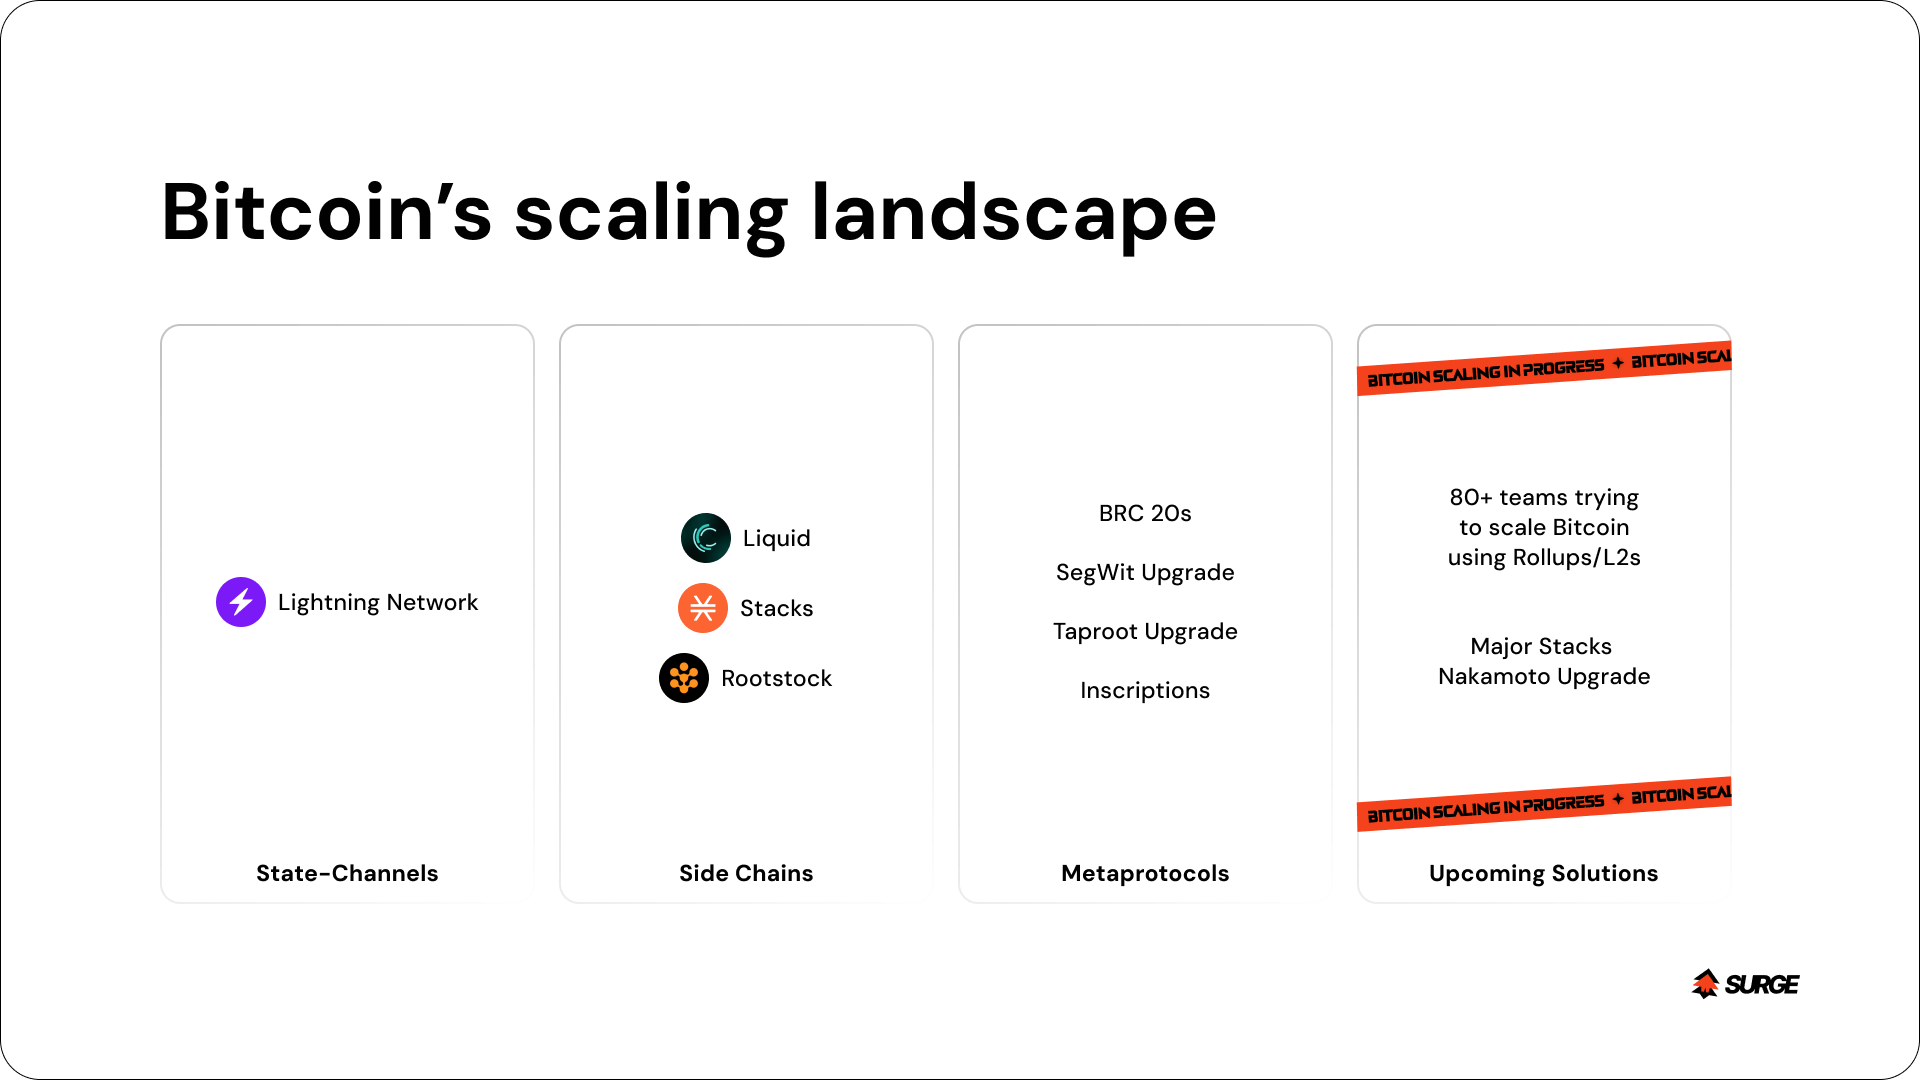 Bitcoin’s scaling landscape
Lightning Network
State-Channels
Liquid
Stacks
Rootstock
Side Chains
BRC 20s
SegWit Upgrade
Taproot Upgrade
Inscriptions
Metaprotocols
BITCOIN SCALING IN PROGRESS ✦ BITCOIN SCAL
80+ teams trying
to scale Bitcoin
using Rollups/L2s
Major Stacks
Nakamoto Upgrade
BITCOIN SCALING IN PROGRESS ✦ BITCOIN SCAL
Upcoming Solutions
SURGE